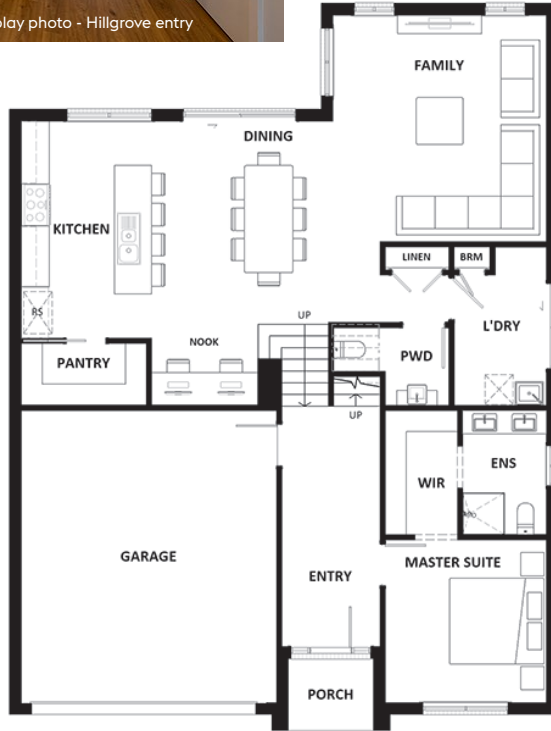 play photo - Hillgrove entry
FAMILY
DINING
KITCHEN
LINEN
BRM
RS
UP
L'DRY
NOOK
PWD
PANTRY
UP
ENS
WIR
GARAGE
MASTER SUITE
ENTRY
PORCH